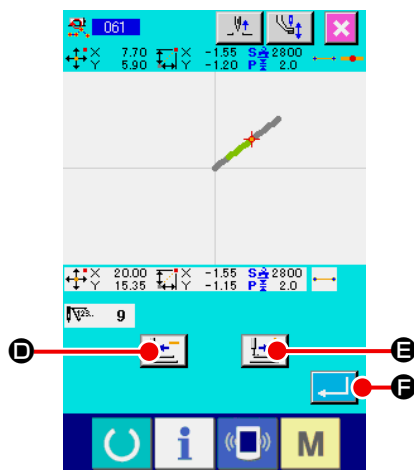 061
X 7.70 X -1.55 S 2800
Y 5.90 Y -1.20 P 2.0
X 20.00 X -1.55 S 2800
Y 15.35 Y -1.15 P 2.0
123.. 9
D E
F
i M